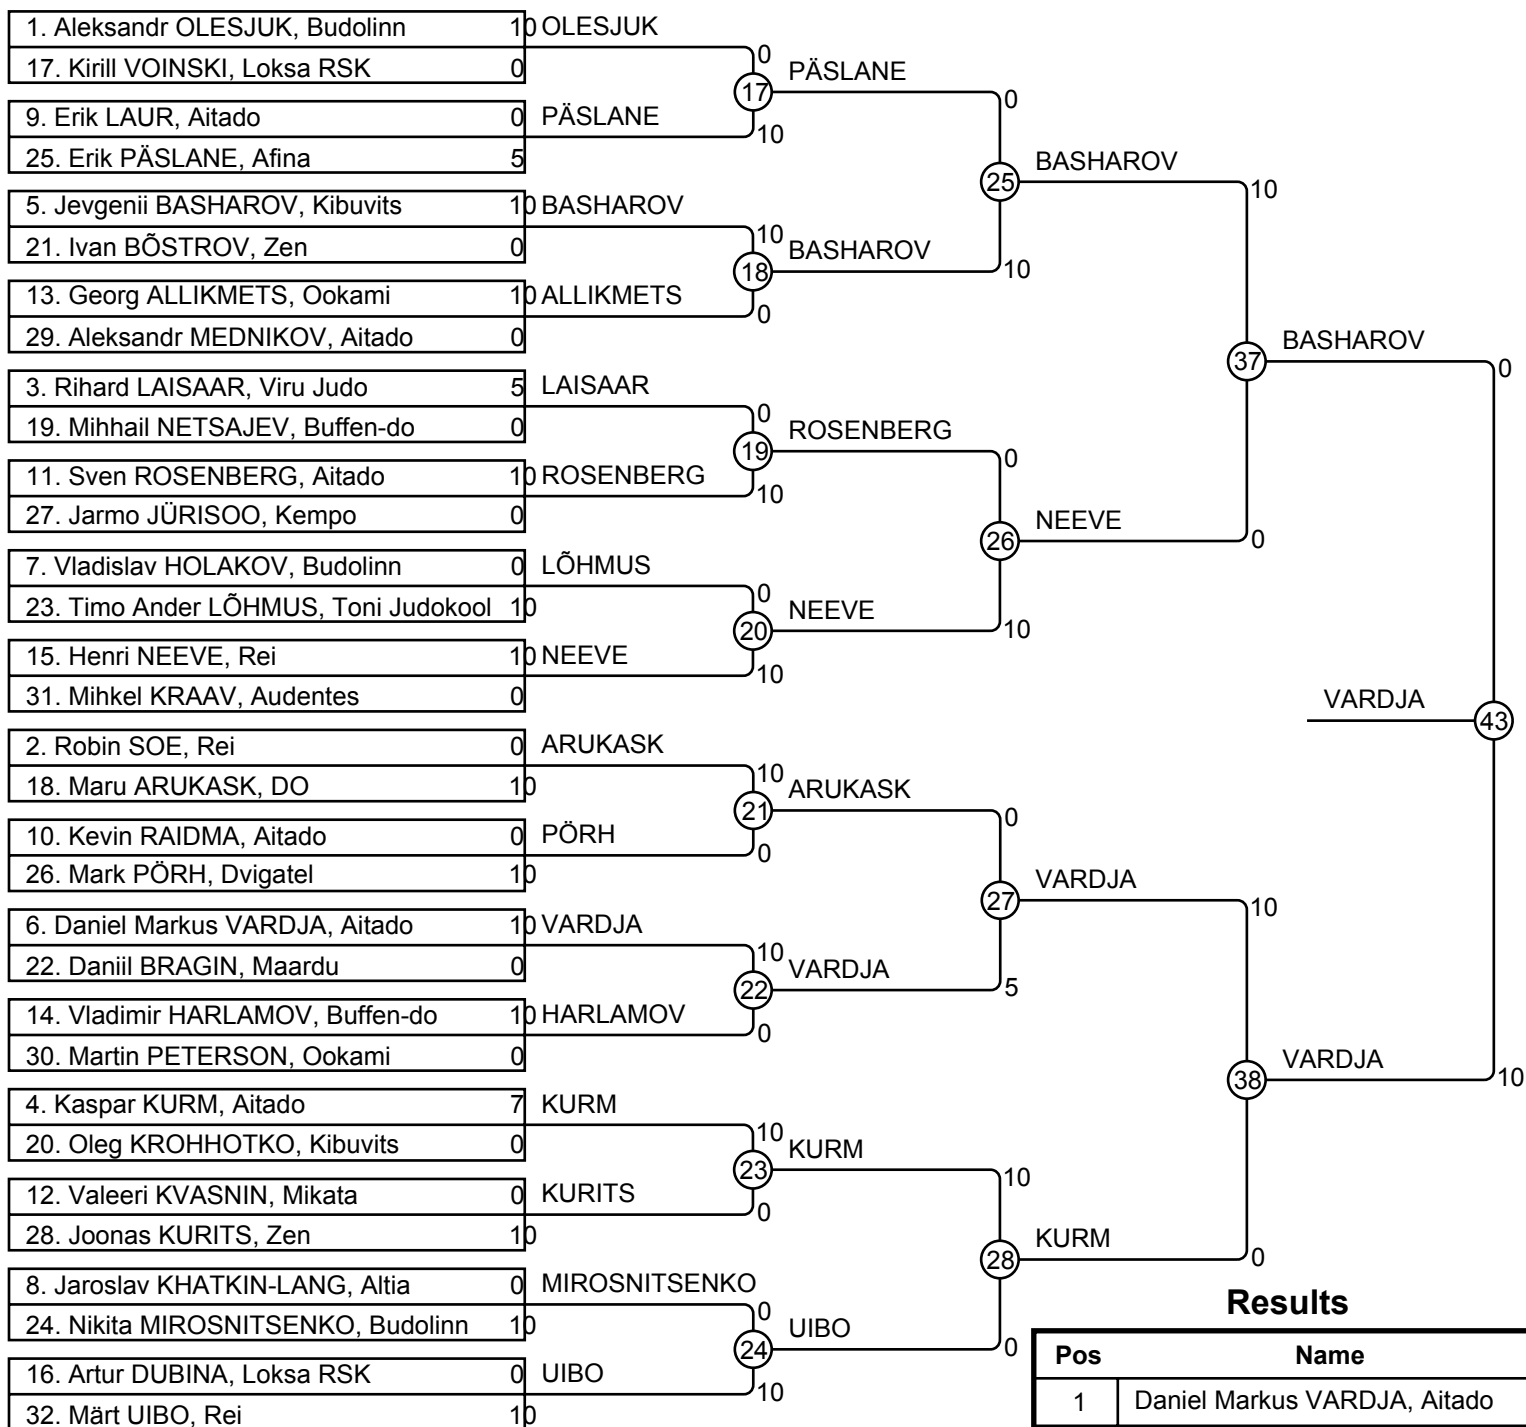 1. Aleksandr OLESJUK, Budolinn 10 OLESJUK
0
17. Kirill VOINSKI, Loksa RSK 0
PÄSLANE
17
0
9. Erik LAUR, Aitado 0 PÄSLANE
10
25. Erik PÄSLANE, Afina 5
BASHAROV
25
10
5. Jevgenii BASHAROV, Kibuvits 10 BASHAROV
10
21. Ivan BÕSTROV, Zen 0
BASHAROV
18
10
13. Georg ALLIKMETS, Ookami 10 ALLIKMETS
0
29. Aleksandr MEDNIKOV, Aitado 0
BASHAROV
37
0
3. Rihard LAISAAR, Viru Judo 5 LAISAAR
0
19. Mihhail NETSAJEV, Buffen-do 0
ROSENBERG
19
0
11. Sven ROSENBERG, Aitado 10 ROSENBERG
10
27. Jarmo JÜRISOO, Kempo 0
NEEVE
26
0
7. Vladislav HOLAKOV, Budolinn 0 LÕHMUS
0
23. Timo Ander LÕHMUS, Toni Judokool 10
NEEVE
20
10
15. Henri NEEVE, Rei 10 NEEVE
10
31. Mihkel KRAAV, Audentes 0
VARDJA
43
2. Robin SOE, Rei 0 ARUKASK
10
18. Maru ARUKASK, DO 10
ARUKASK
21
0
10. Kevin RAIDMA, Aitado 0 PÖRH
0
26. Mark PÖRH, Dvigatel 10
VARDJA
27
10
6. Daniel Markus VARDJA, Aitado 10 VARDJA
10
22. Daniil BRAGIN, Maardu 0
VARDJA
22
5
14. Vladimir HARLAMOV, Buffen-do 10 HARLAMOV
0
30. Martin PETERSON, Ookami 0
VARDJA
38
10
4. Kaspar KURM, Aitado 7 KURM
10
20. Oleg KROHHOTKO, Kibuvits 0
KURM
23
10
12. Valeeri KVASNIN, Mikata 0 KURITS
0
28. Joonas KURITS, Zen 10
KURM
28
0
8. Jaroslav KHATKIN-LANG, Altia 0 MIROSNITSENKO
0
24. Nikita MIROSNITSENKO, Budolinn 10
UIBO
24
0
16. Artur DUBINA, Loksa RSK 0 UIBO
10
32. Märt UIBO, Rei 10
Results
Pos Name
1 Daniel Markus VARDJA, Aitado